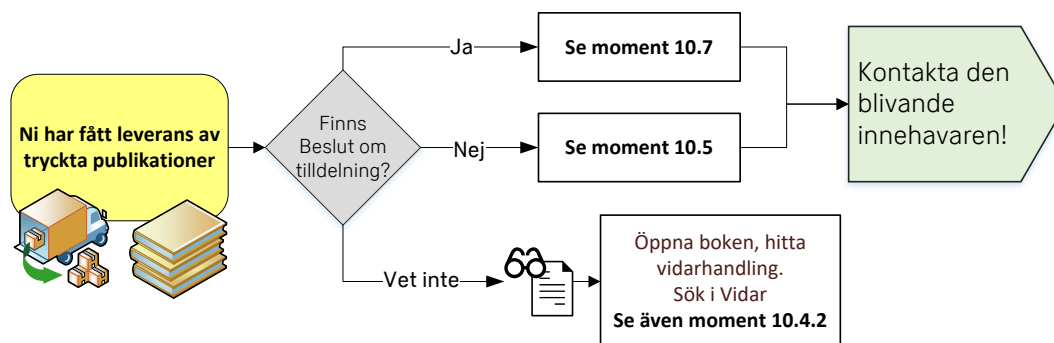 Ni har fått leverans av
tryckta publikationer
Finns
Beslut om
tilldelning?
Ja
Se moment 10.7
Nej
Se moment 10.5
Kontakta den
blivande
innehavaren!
Vet inte
Öppna boken, hitta
vidarhandling.
Sök i Vidar
Se även moment 10.4.2